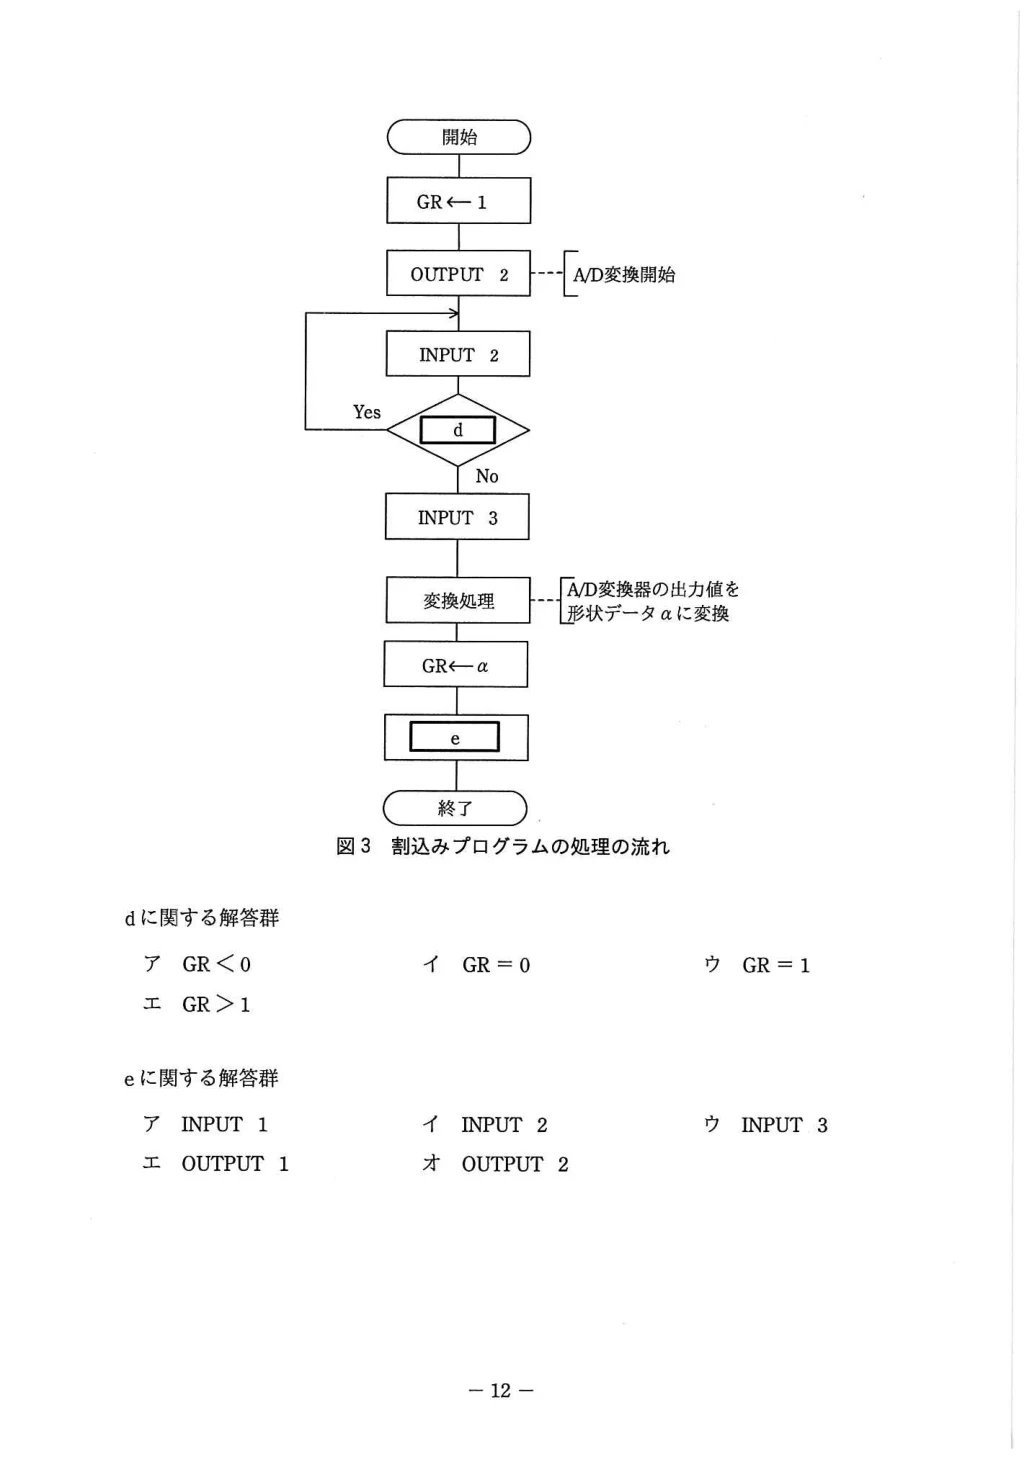 開始
GR ← 1
OUTPUT 2
A/D変換開始
INPUT 2
Yes
d
No
INPUT 3
変換処理
A/D変換器の出力値を
形状データαに変換
GR ← α
e
終了
図3 割込みプログラムの処理の流れ
dに関する解答群
ア GR < 0 イ GR = 0 ウ GR = 1
エ GR > 1
eに関する解答群
ア INPUT 1 イ INPUT 2 ウ INPUT 3
エ OUTPUT 1 オ OUTPUT 2
− 12 −